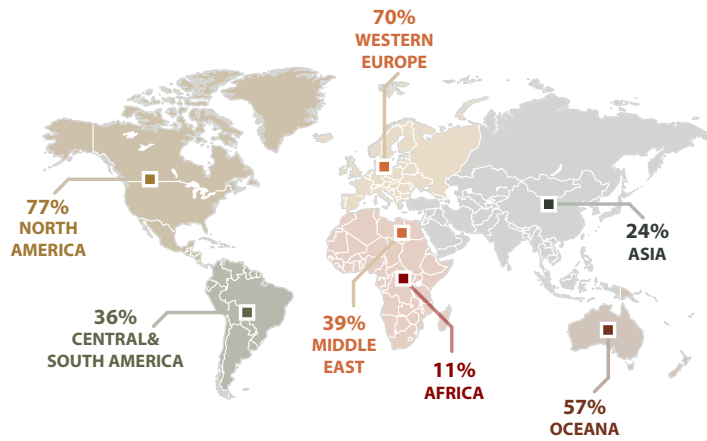 70%
WESTERN
EUROPE
77%
NORTH
AMERICA
24%
ASIA
36%
CENTRAL&
SOUTH AMERICA
39%
MIDDLE
EAST
11%
AFRICA
57%
OCEANA